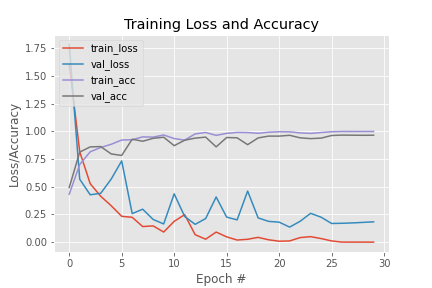 Training Loss and Accuracy
1.75
1.50
1.25
1.00
0.75
0.50
0.25
0.00
Loss/Accuracy
train_loss
val_loss
train_acc
val_acc
0 5 10 15 20 25 30
Epoch #